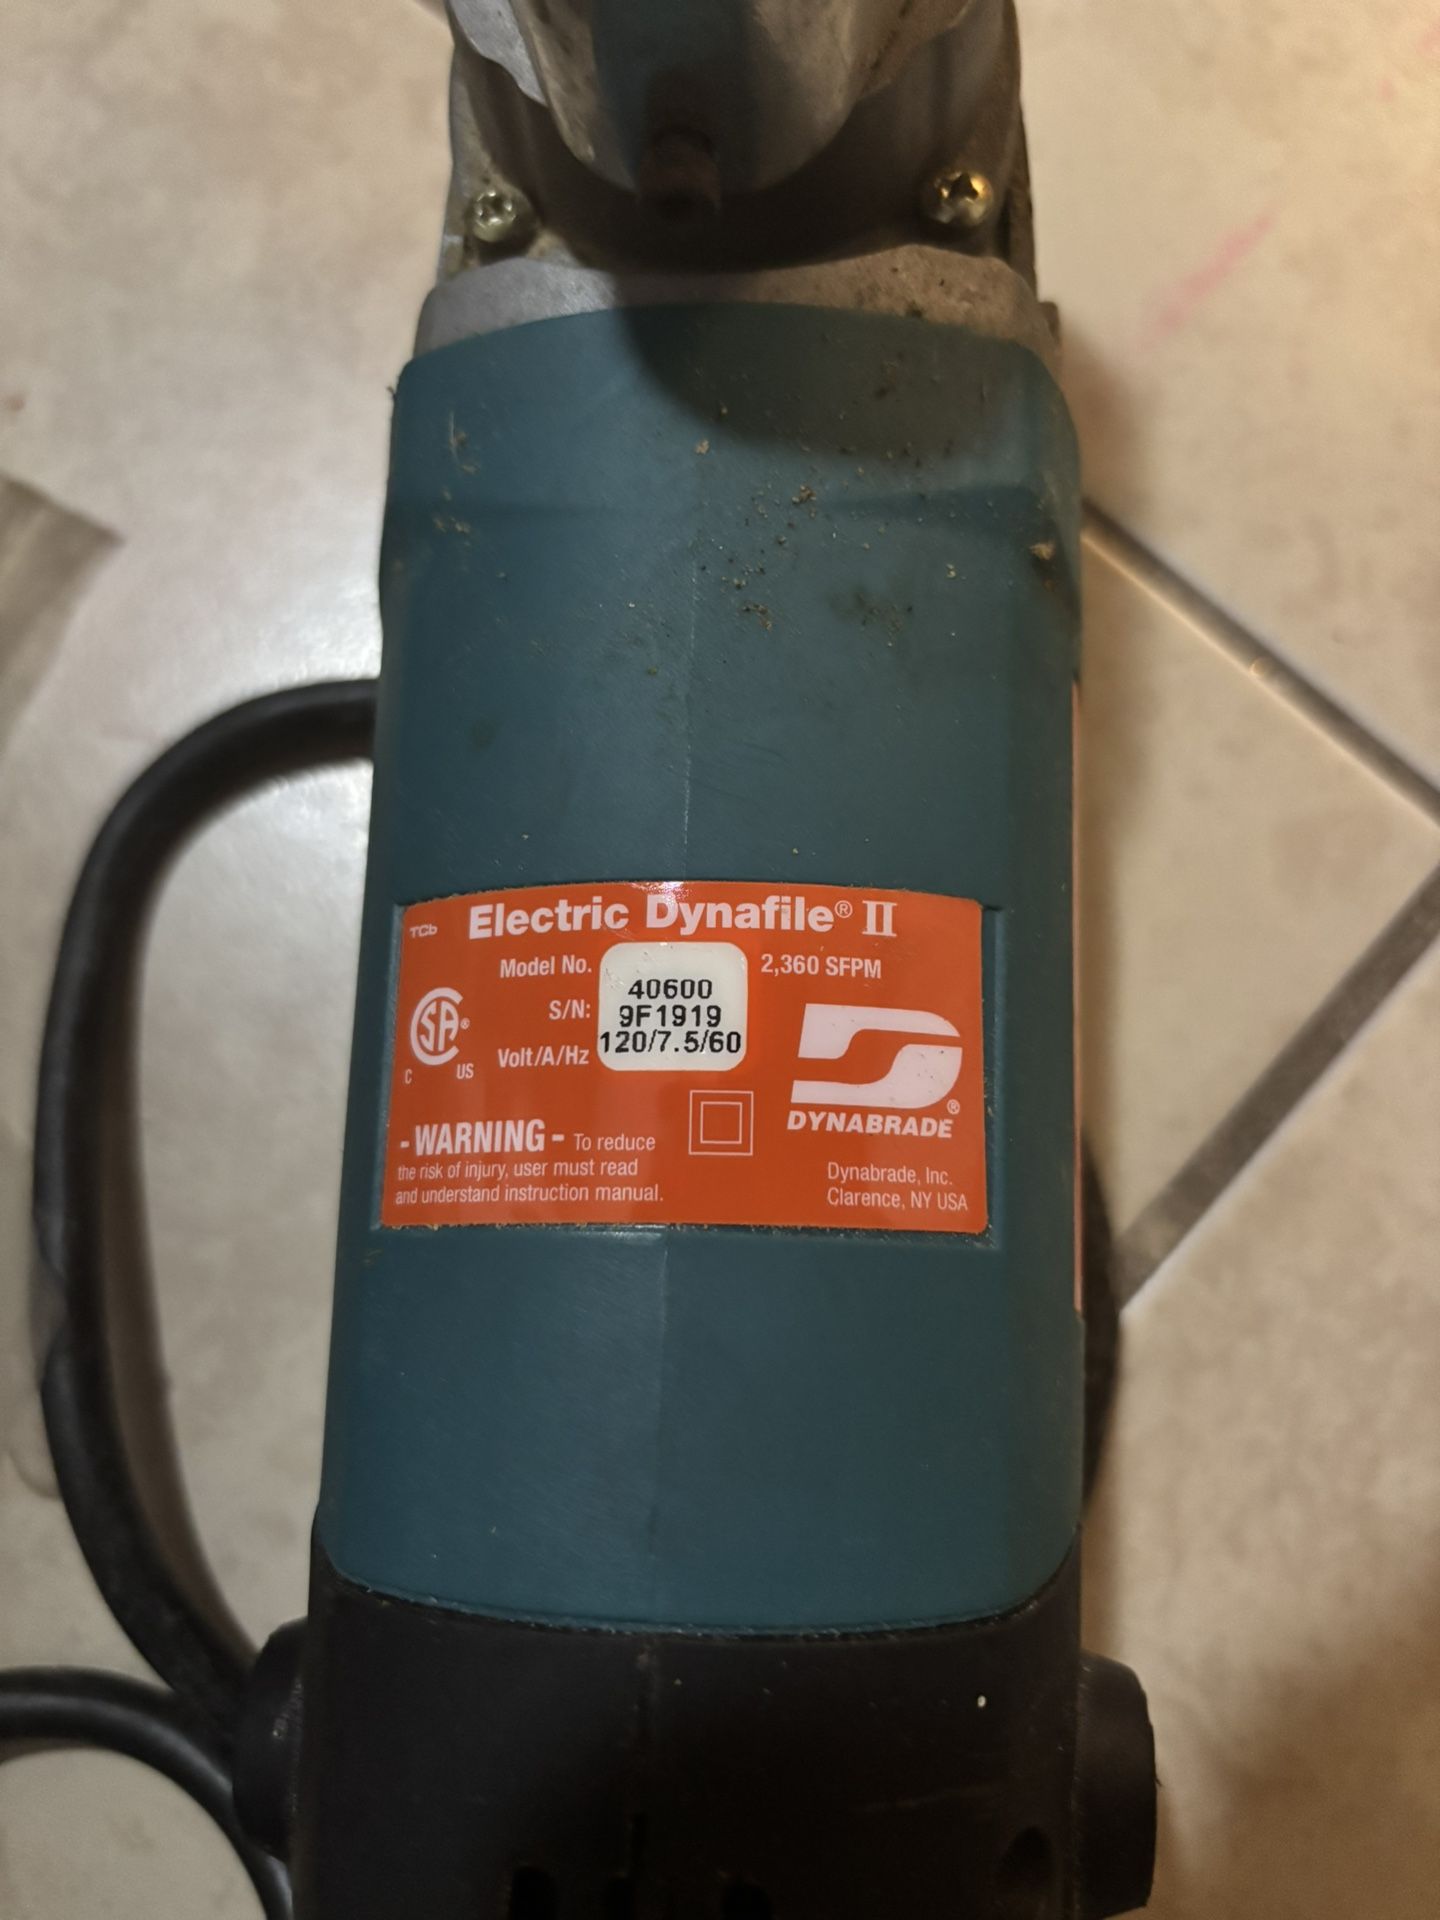 TCb Electric Dynafile® II
Model No. 40600 2,360 SFPM
S/N: 9F1919
Volt/A/Hz 120/7.5/60
CSA®
C US
DYNABRADE®
- WARNING - To reduce
the risk of injury, user must read
and understand instruction manual.
Dynabrade, Inc.
Clarence, NY USA